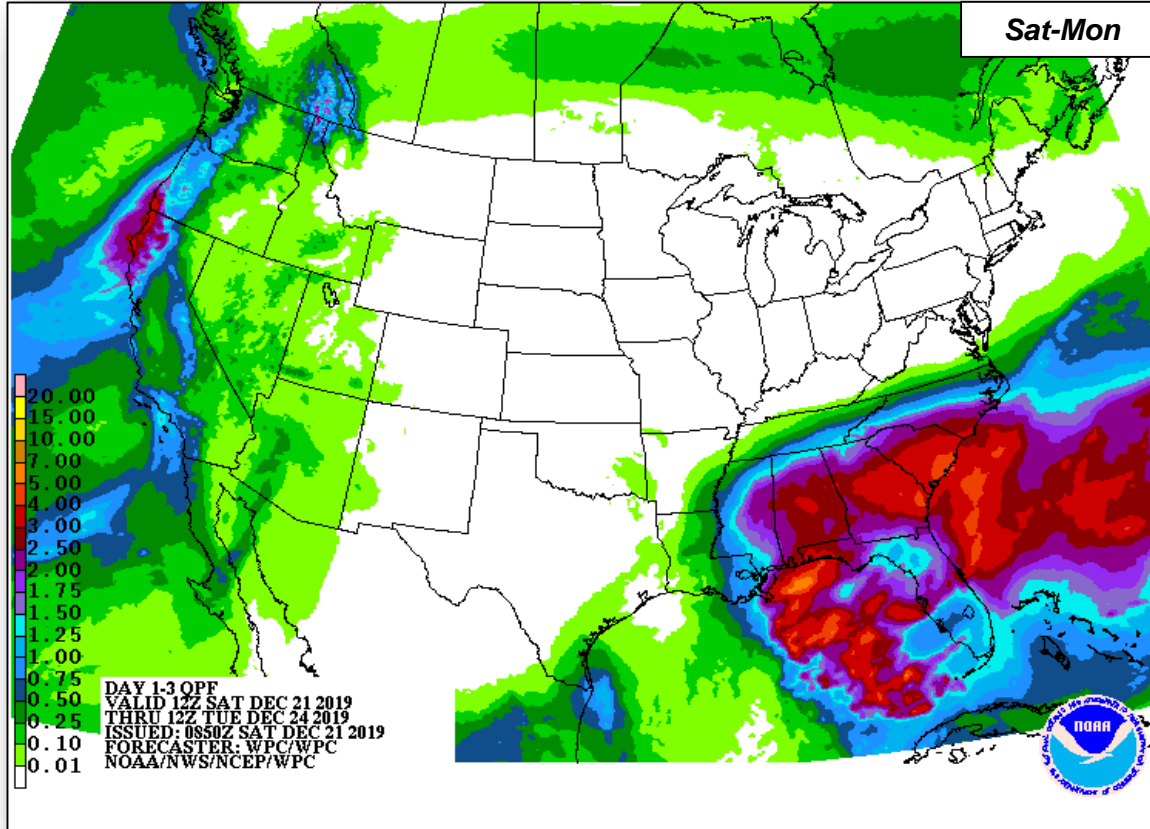 Sat-Mon
20.00
15.00
10.00
7.00
5.00
4.00
3.00
2.50
2.00
1.75
1.50
1.25
1.00
0.75
0.50
0.25
0.10
0.01
DAY 1-3 QPF
VALID 12Z SAT DEC 21 2019
THRU 12Z TUE DEC 24 2019
ISSUED: 0850Z SAT DEC 21 2019
FORECASTER: WPC/WPC
NOAA/NWS/NCEP/WPC
NOAA